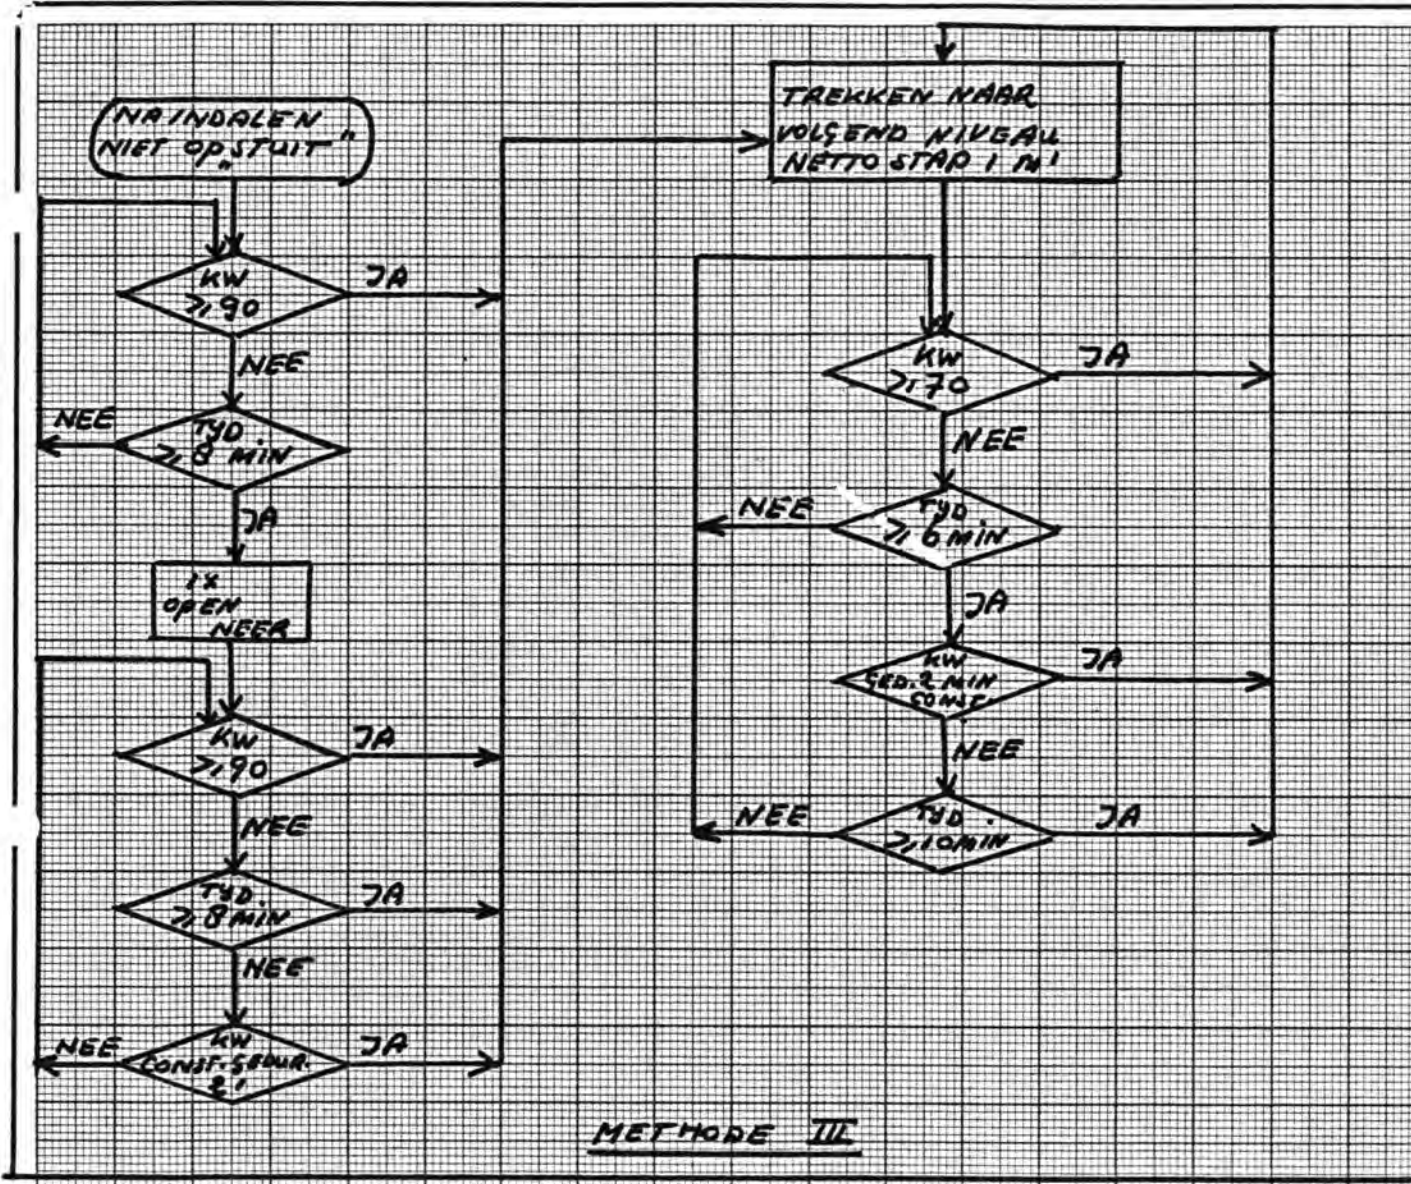 NA INDALEN
NIET OP „STUIT"
KW
≥ 90
JA
NEE
TYD.
≥ 8 MIN
NEE
JA
1x
OPEN
NEER
KW
≥ 90
JA
NEE
TYD.
≥ 8 MIN
JA
NEE
KW
CONST. GEDUR.
2'
NEE
JA
TREKKEN NAAR
VOLGEND NIVEAU
NETTO STAP 1 M'
KW
≥ 70
JA
NEE
TYD.
≥ 6 MIN
NEE
JA
KW
GED. 2 MIN
CONST.
JA
NEE
TYD.
≥ 10 MIN
NEE
JA
METHODE III